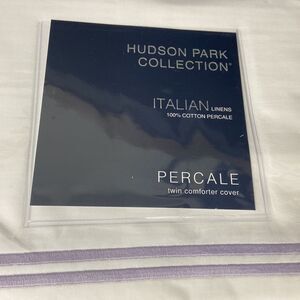 HUDSON PARK
COLLECTION®
ITALIAN LINENS
100% COTTON PERCALE
PERCALE
twin comforter cover